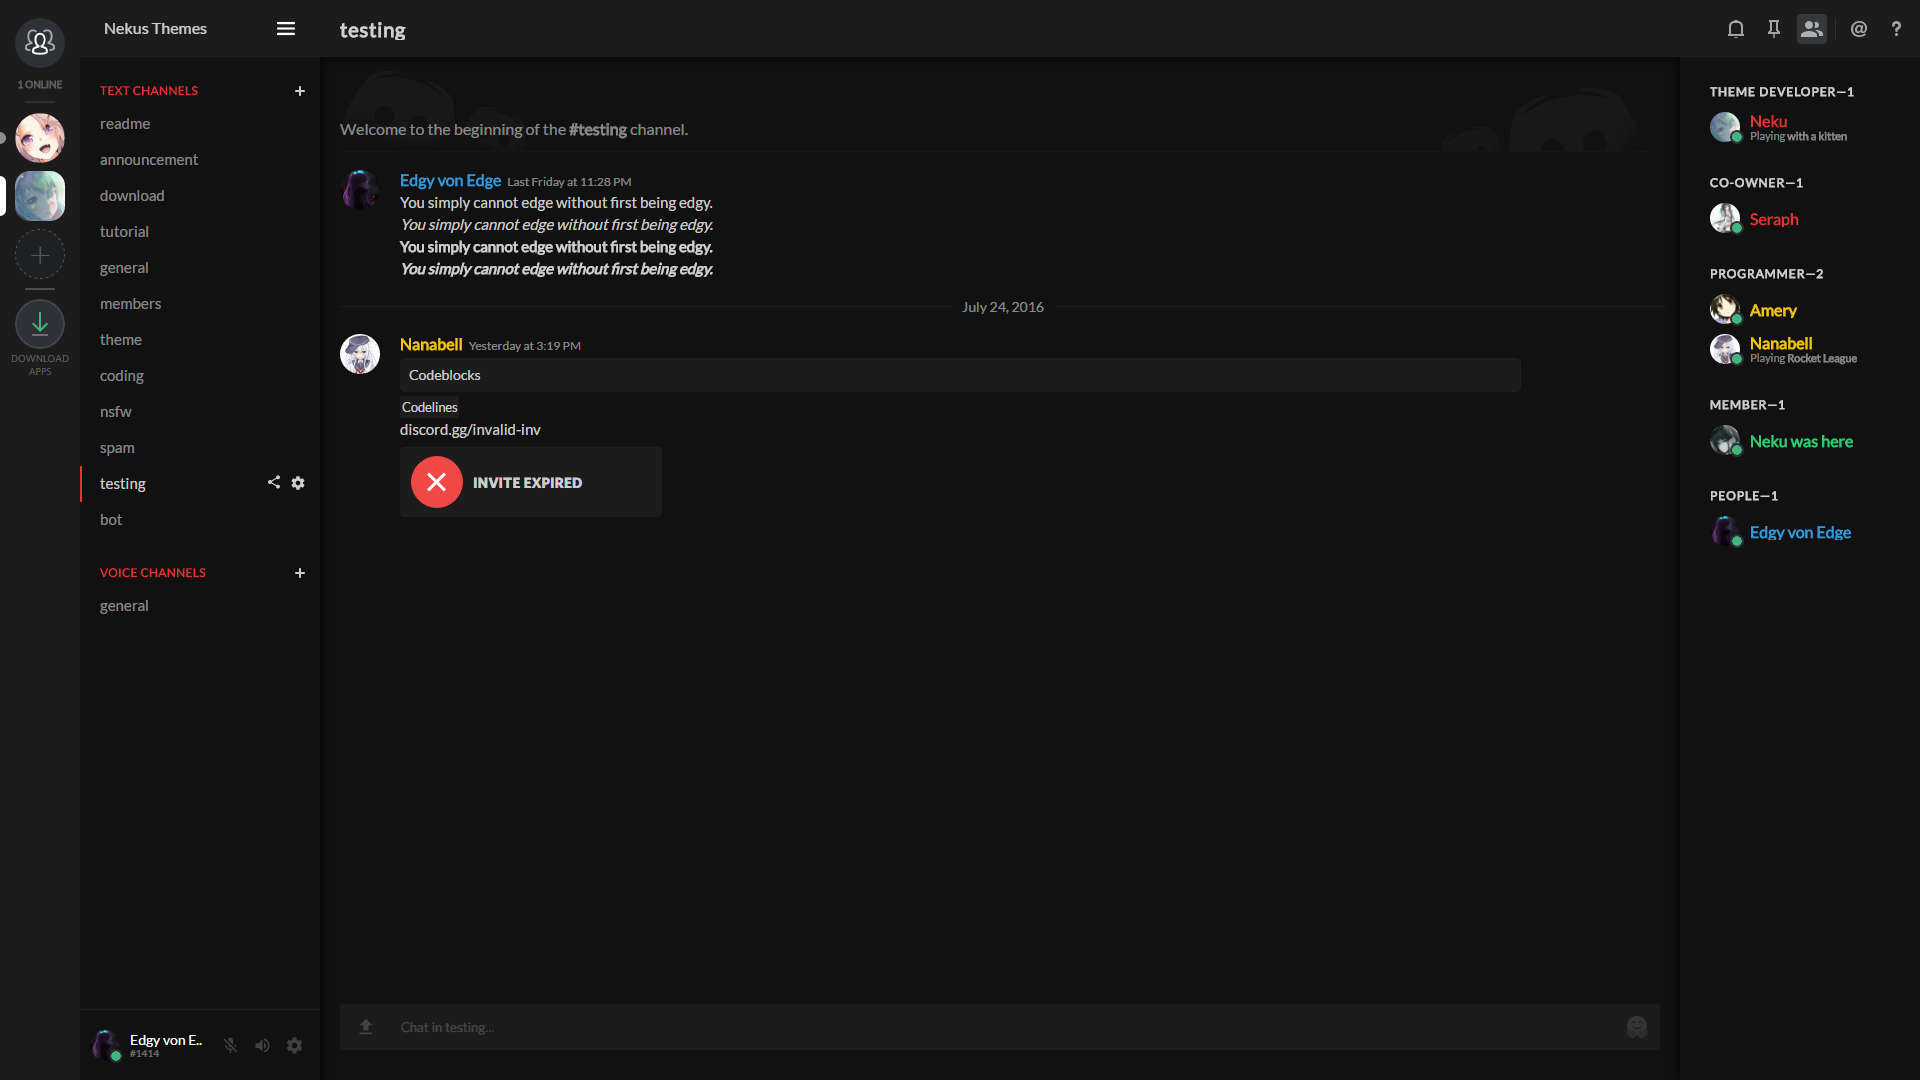 1 ONLINE
DOWNLOAD
APPS
Nekus Themes
TEXT CHANNELS
readme
announcement
download
tutorial
general
members
theme
coding
nsfw
spam
testing
bot
VOICE CHANNELS
general
Edgy von E..
#1414
testing
@ ?
Welcome to the beginning of the #testing channel.
Edgy von Edge Last Friday at 11:28 PM
You simply cannot edge without first being edgy.
You simply cannot edge without first being edgy.
You simply cannot edge without first being edgy.
You simply cannot edge without first being edgy.
July 24, 2016
Nanabell Yesterday at 3:19 PM
Codeblocks
Codelines
discord.gg/invalid-inv
INVITE EXPIRED
Chat in testing...
THEME DEVELOPER—1
Neku
Playing with a kitten
CO-OWNER—1
Seraph
PROGRAMMER—2
Amery
Nanabell
Playing Rocket League
MEMBER—1
Neku was here
PEOPLE—1
Edgy von Edge